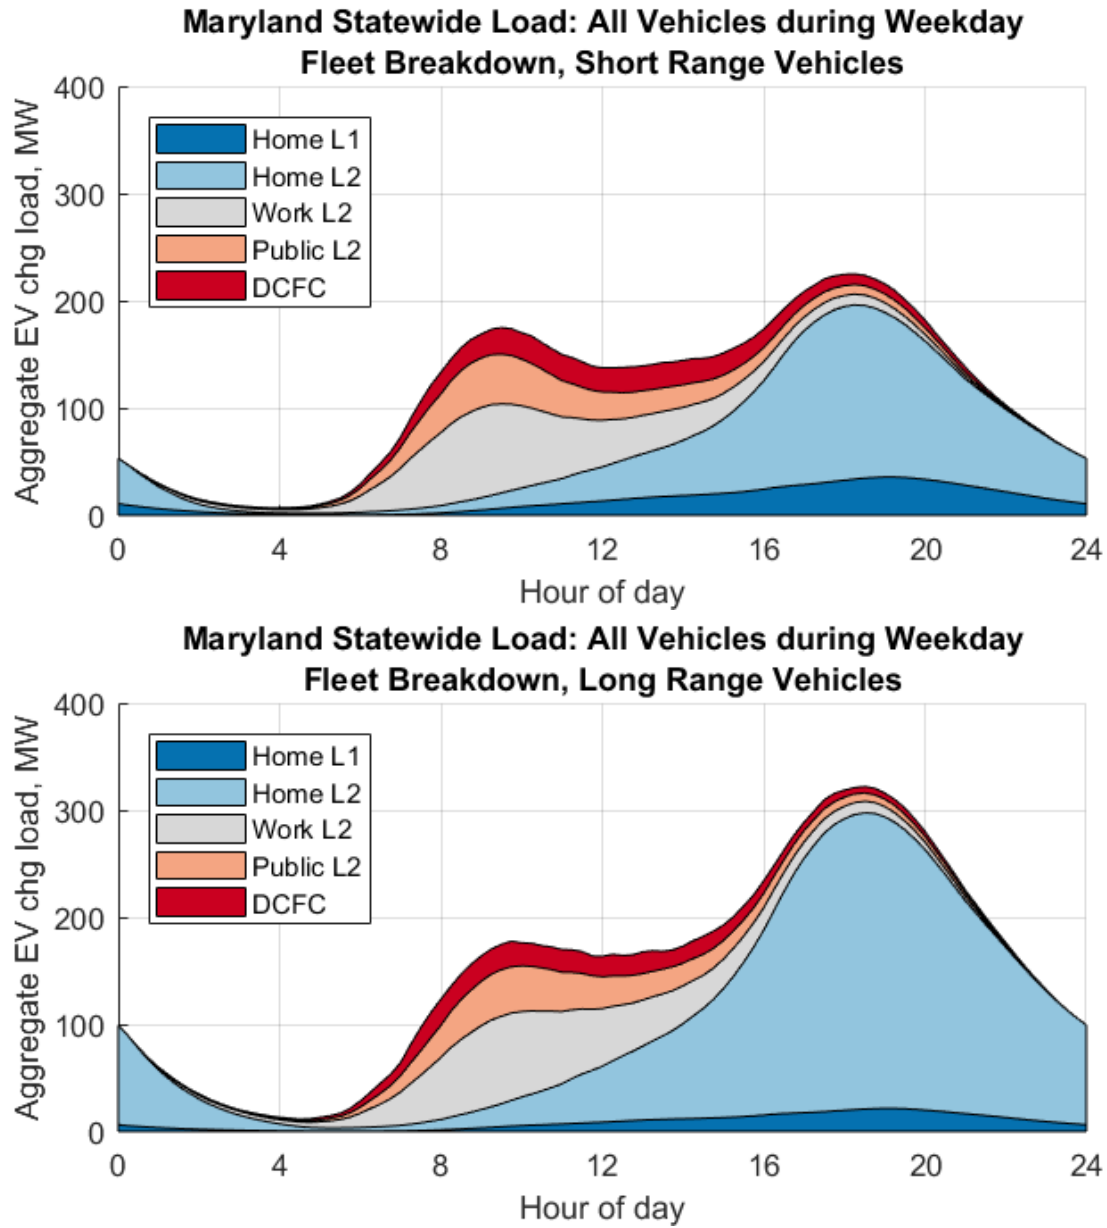 Maryland Statewide Load: All Vehicles during Weekday
Fleet Breakdown, Short Range Vehicles
Aggregate EV chg load, MW
400
300
200
100
0
Home L1
Home L2
Work L2
Public L2
DCFC
0 4 8 12 16 20 24
Hour of day
Maryland Statewide Load: All Vehicles during Weekday
Fleet Breakdown, Long Range Vehicles
Aggregate EV chg load, MW
400
300
200
100
0
Home L1
Home L2
Work L2
Public L2
DCFC
0 4 8 12 16 20 24
Hour of day